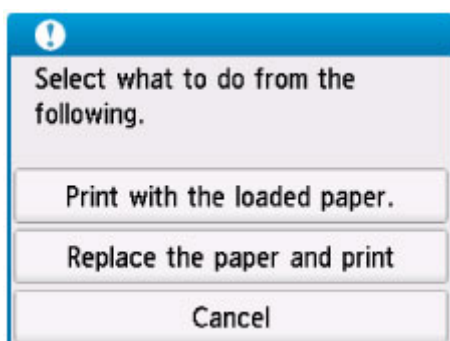 Select what to do from the
following.
Print with the loaded paper.
Replace the paper and print
Cancel